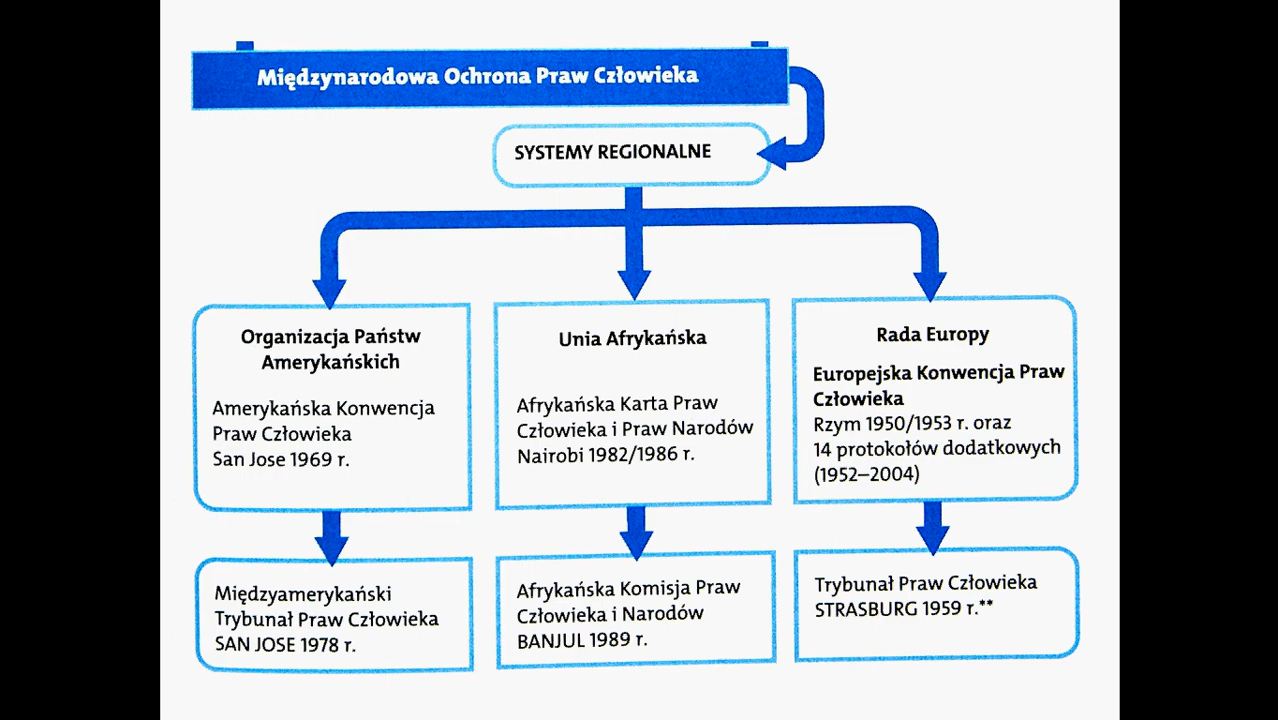 Międzynarodowa Ochrona Praw Człowieka
SYSTEMY REGIONALNE
Organizacja Państw
Amerykańskich
Amerykańska Konwencja
Praw Człowieka
San Jose 1969 r.
Unia Afrykańska
Afrykańska Karta Praw
Człowieka i Praw Narodów
Nairobi 1982/1986 r.
Rada Europy
Europejska Konwencja Praw
Człowieka
Rzym 1950/1953 r. oraz
14 protokołów dodatkowych
(1952–2004)
Międzyamerykański
Trybunał Praw Człowieka
SAN JOSE 1978 r.
Afrykańska Komisja Praw
Człowieka i Narodów
BANJUL 1989 r.
Trybunał Praw Człowieka
STRASBURG 1959 r.**